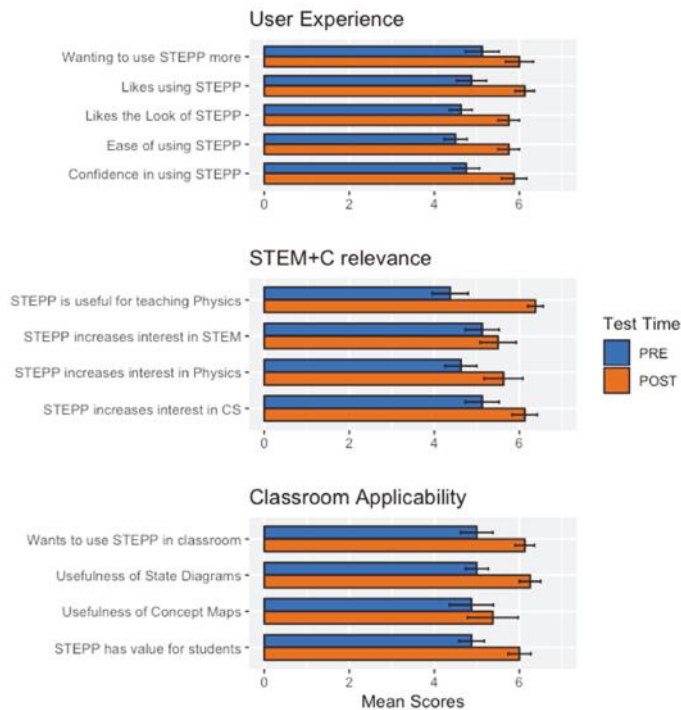 User Experience
Wanting to use STEPP more
Likes using STEPP
Likes the Look of STEPP
Ease of using STEPP
Confidence in using STEPP
0 2 4 6
STEM+C relevance
STEPP is useful for teaching Physics
STEPP increases interest in STEM
STEPP increases interest in Physics
STEPP increases interest in CS
0 2 4 6
Test Time
PRE
POST
Classroom Applicability
Wants to use STEPP in classroom
Usefulness of State Diagrams
Usefulness of Concept Maps
STEPP has value for students
0 2 4 6
Mean Scores